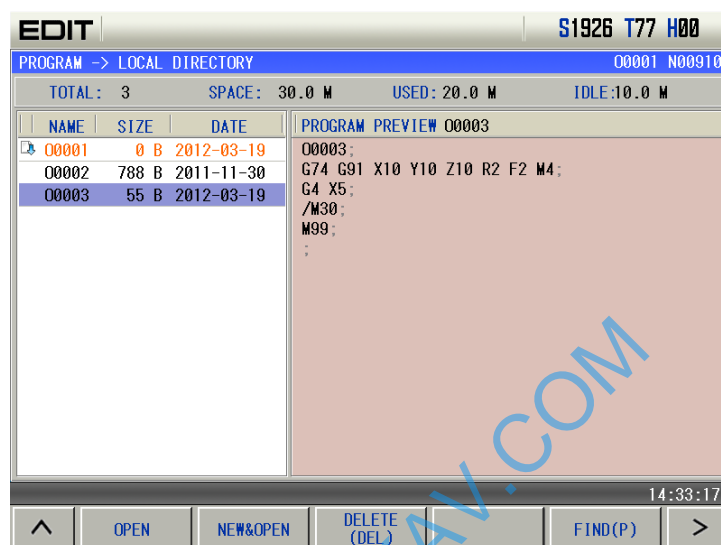 EDIT S1926 T77 H00
PROGRAM -> LOCAL DIRECTORY O0001 N00910
TOTAL: 3 SPACE: 30.0 M USED: 20.0 M IDLE:10.0 M
NAME SIZE DATE PROGRAM PREVIEW O0003
O0001 0 B 2012-03-19 O0003;
O0002 788 B 2011-11-30 G74 G91 X10 Y10 Z10 R2 F2 M4;
O0003 55 B 2012-03-19 G4 X5;
/M30;
M99;
;
14:33:17
^ OPEN NEW&OPEN DELETE (DEL) FIND(P) >
AV.COM